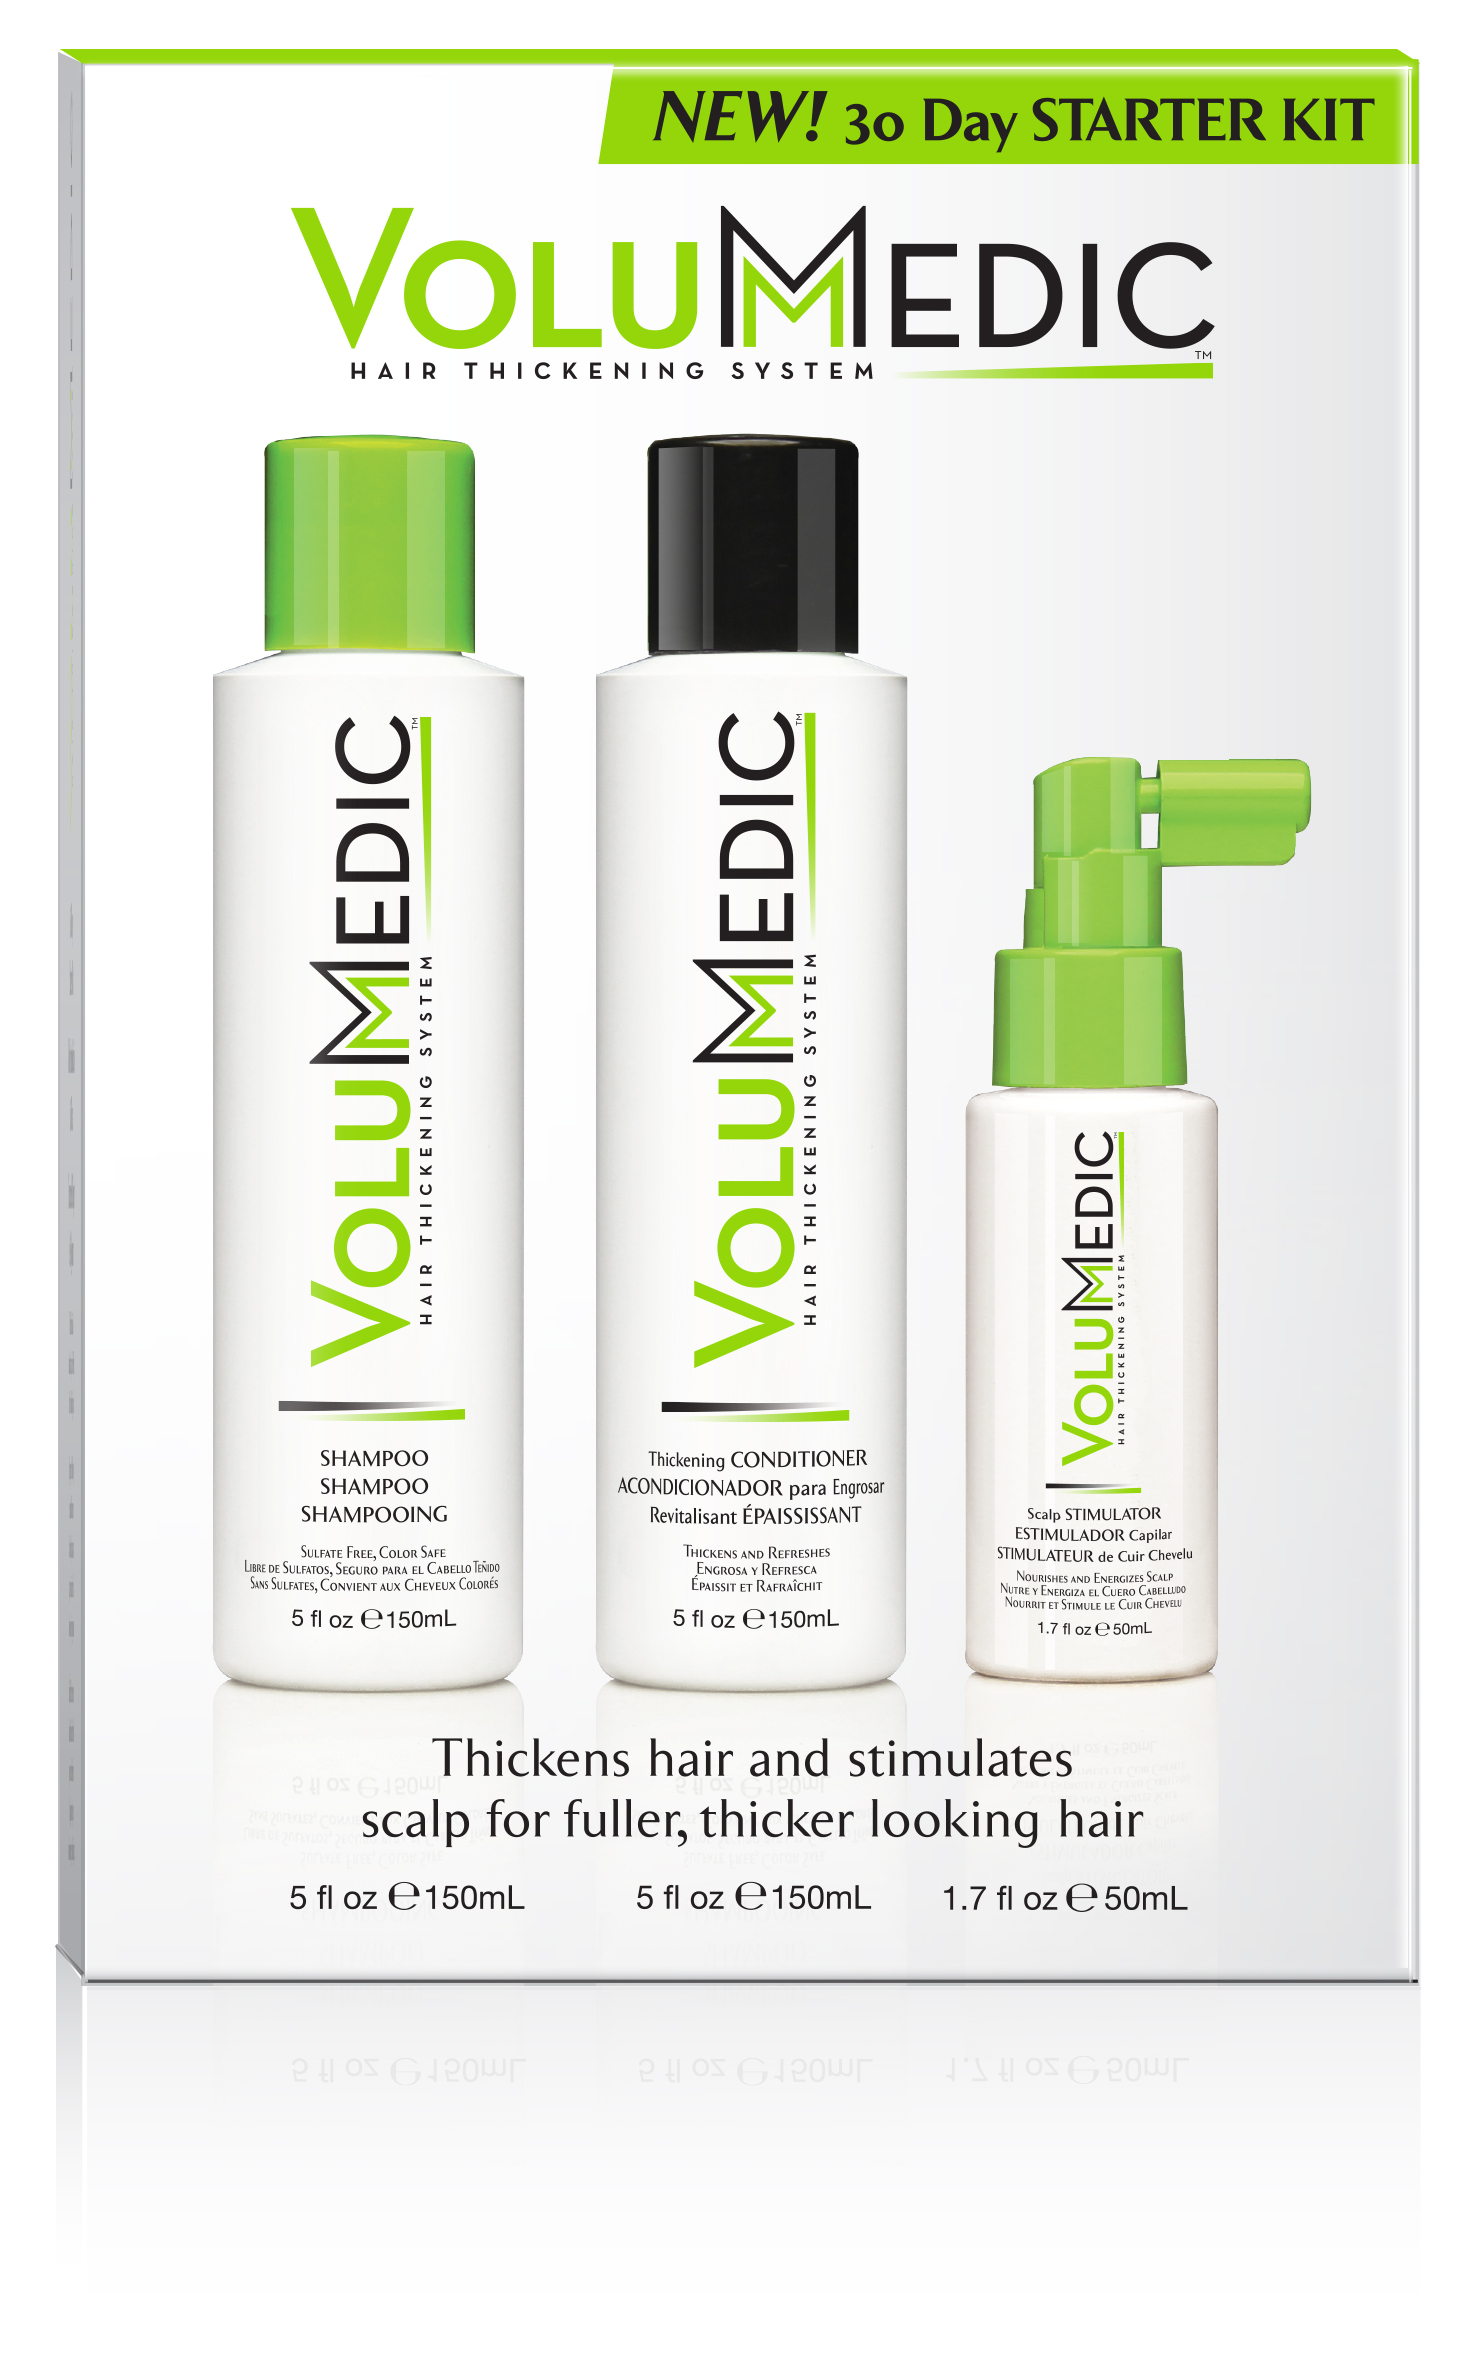 NEW! 30 Day STARTER KIT
VOLUMEDIC™
HAIR THICKENING SYSTEM
VOLUMEDIC™
HAIR THICKENING SYSTEM
SHAMPOO
SHAMPOO
SHAMPOOING
SULFATE FREE, COLOR SAFE
LIBRE DE SULFATOS, SEGURO PARA EL CABELLO TEÑIDO
SANS SULFATES, CONVIENT AUX CHEVEUX COLORÉS
5 fl oz ℮150mL
VOLUMEDIC™
HAIR THICKENING SYSTEM
Thickening CONDITIONER
ACONDICIONADOR para Engrosar
Revitalisant ÉPAISSISSANT
THICKENS AND REFRESHES
ENGROSA Y REFRESCA
ÉPAISSIT ET RAFRAÎCHIT
5 fl oz ℮150mL
VOLUMEDIC™
HAIR THICKENING SYSTEM
Scalp STIMULATOR
ESTIMULADOR Capilar
STIMULATEUR de Cuir Chevelu
NOURISHES AND ENERGIZES SCALP
NUTRE Y ENERGIZA EL CUERO CABELLUDO
NOURRIT ET STIMULE LE CUIR CHEVELU
1.7 fl oz ℮50mL
Thickens hair and stimulates
scalp for fuller, thicker looking hair
5 fl oz ℮150mL
5 fl oz ℮150mL
1.7 fl oz ℮50mL